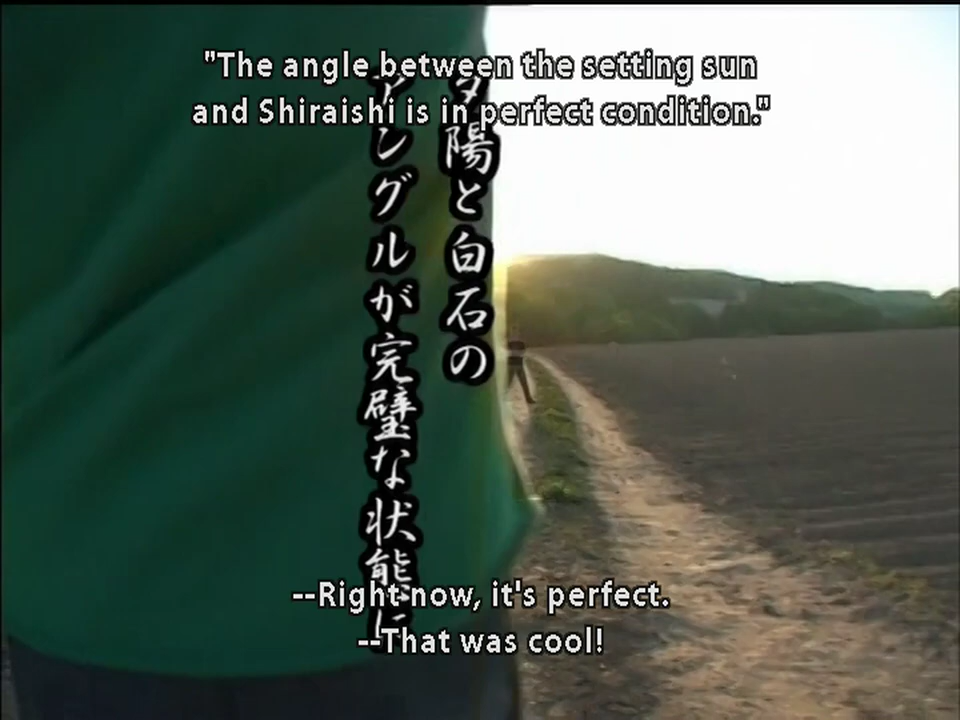 "The angle between the setting sun
and Shiraishi is in perfect condition."
夕陽と白石の
アングルが完璧な状態に
--Right now, it's perfect.
--That was cool!